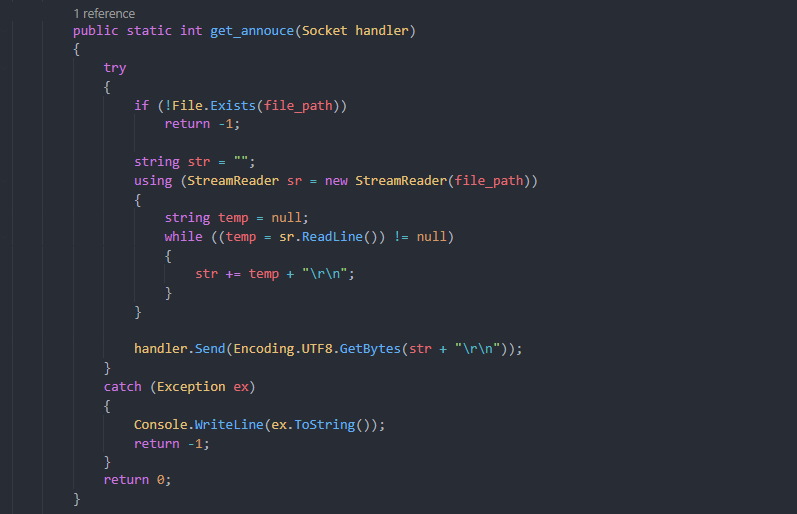 1 reference
public static int get_annouce(Socket handler)
{
try
{
if (!File.Exists(file_path))
return -1;
string str = "";
using (StreamReader sr = new StreamReader(file_path))
{
string temp = null;
while ((temp = sr.ReadLine()) != null)
{
str += temp + "\r\n";
}
}
handler.Send(Encoding.UTF8.GetBytes(str + "\r\n"));
}
catch (Exception ex)
{
Console.WriteLine(ex.ToString());
return -1;
}
return 0;
}